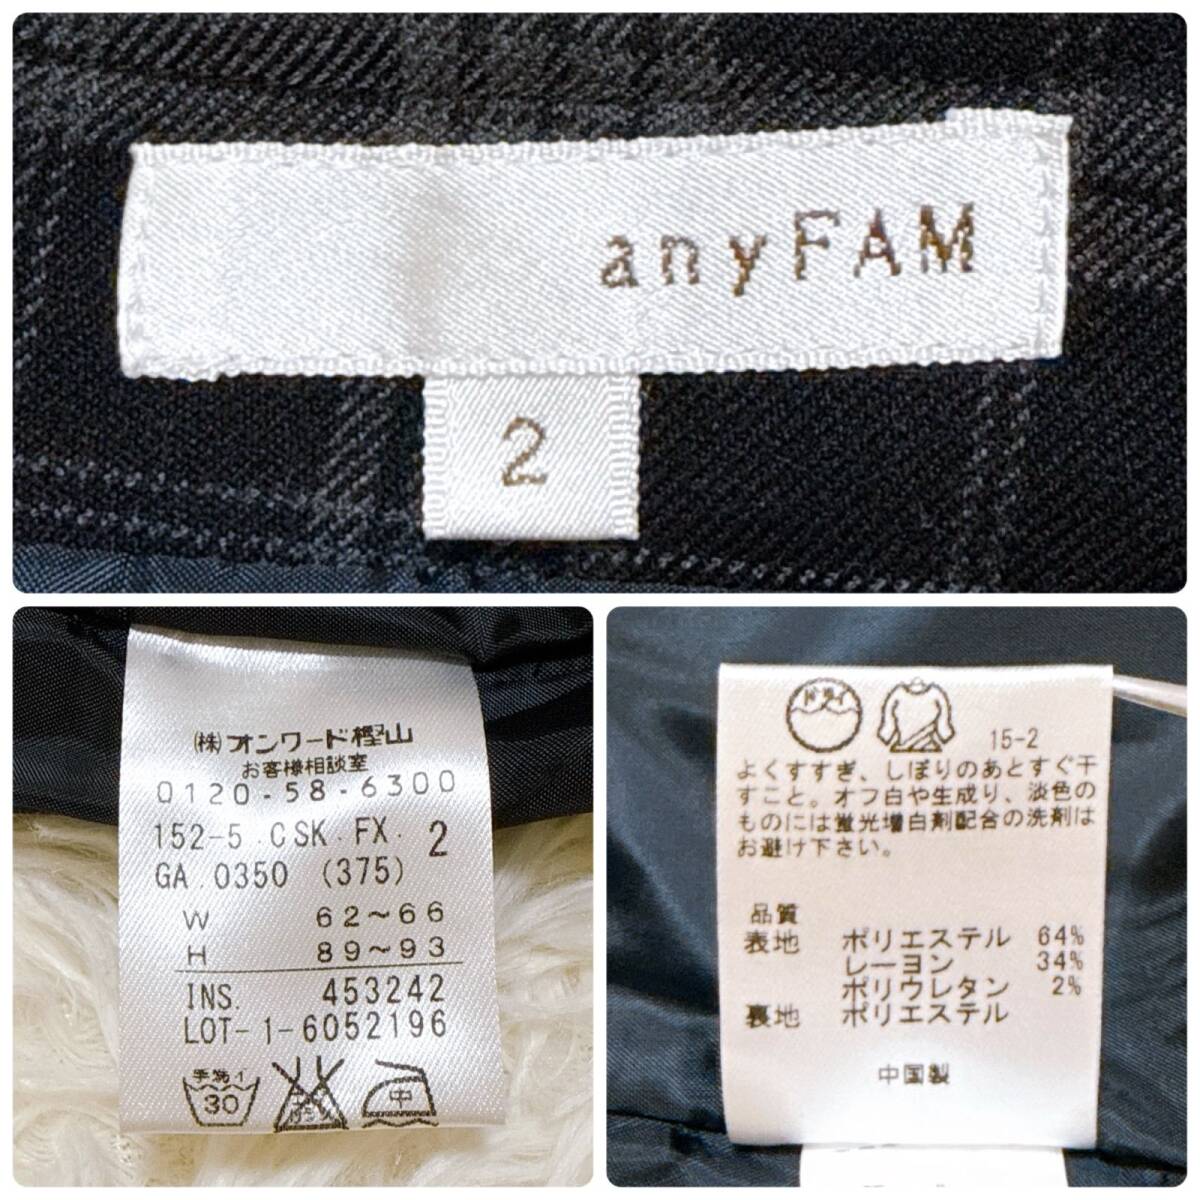 anyFAM
2
(株)オンワード樫山
お客様相談室
0120-58-6300
152-5.CSK.FX. 2
GA.0350 (375)
W 62~66
H 89~93
INS. 453242
LOT-1-6052196
手洗イ
30
中
ドライ
15-2
よくすすぎ、しぼりのあとすぐ干
すこと。オフ白や生成り、淡色の
ものには蛍光増白剤配合の洗剤は
お避け下さい。
品質
表地 ポリエステル 64%
レーヨン 34%
ポリウレタン 2%
裏地 ポリエステル
中国製